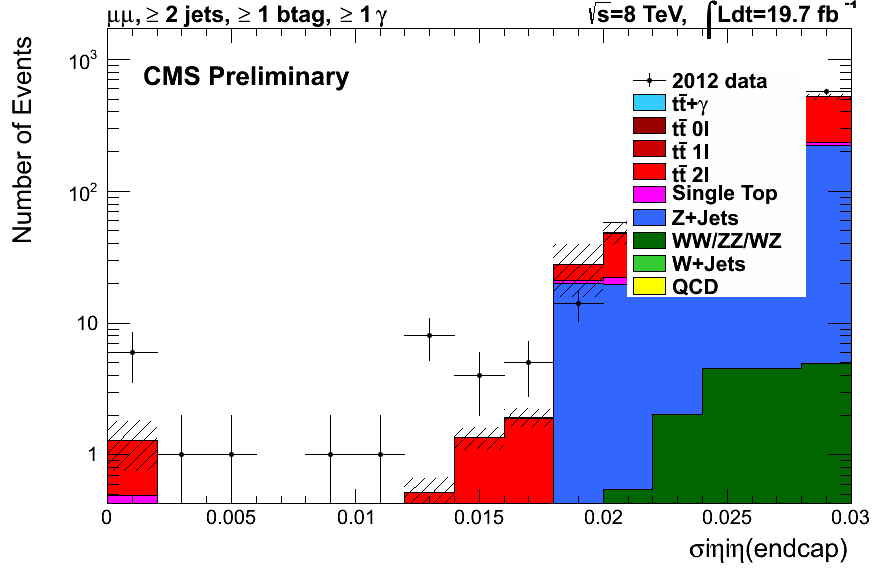 μμ, ≥ 2 jets, ≥ 1 btag, ≥ 1 γ
√s=8 TeV, ∫Ldt=19.7 fb⁻¹
CMS Preliminary
Number of Events
10³
10²
10
1
2012 data
tt̄+γ
tt̄ 0l
tt̄ 1l
tt̄ 2l
Single Top
Z+Jets
WW/ZZ/WZ
W+Jets
QCD
0 0.005 0.01 0.015 0.02 0.025 0.03
σiηiη(endcap)